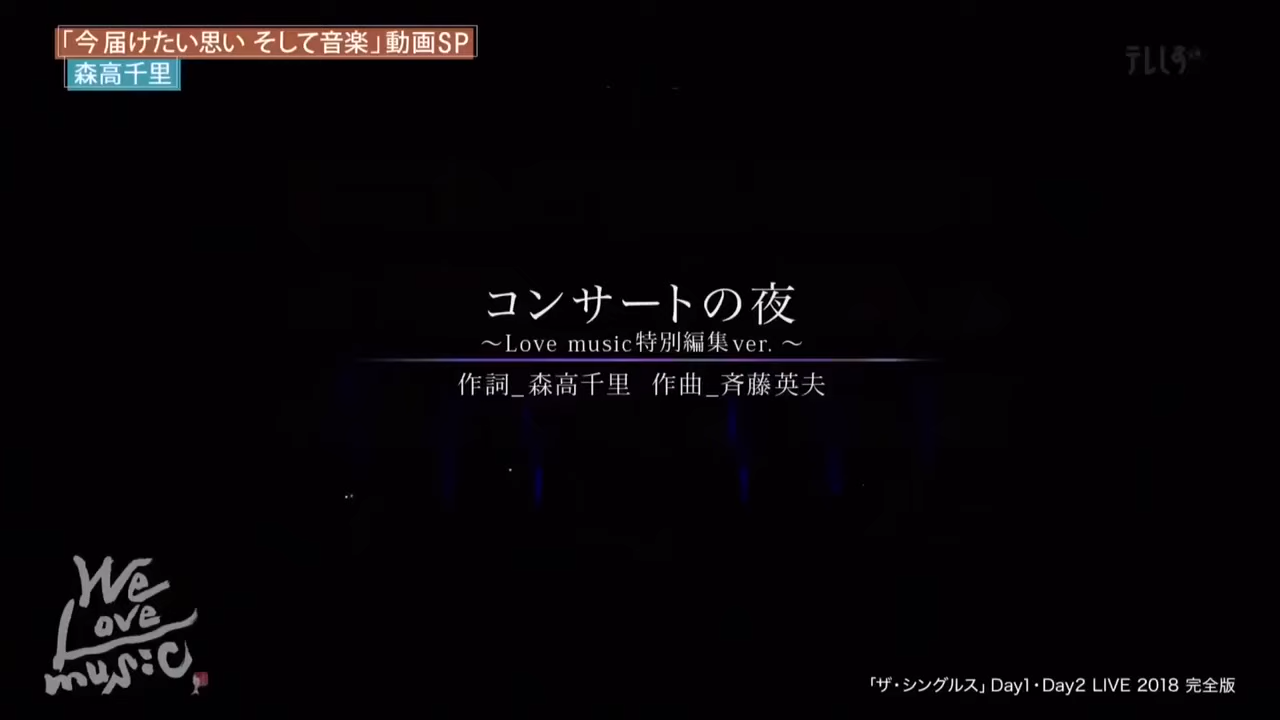 「今 届けたい思い そして音楽」動画SP
森高千里
テレしず
コンサートの夜
～Love music特別編集ver. ～
作詞_森高千里 作曲_斉藤英夫
We
Love
music
「ザ・シングルス」Day1・Day2 LIVE 2018 完全版